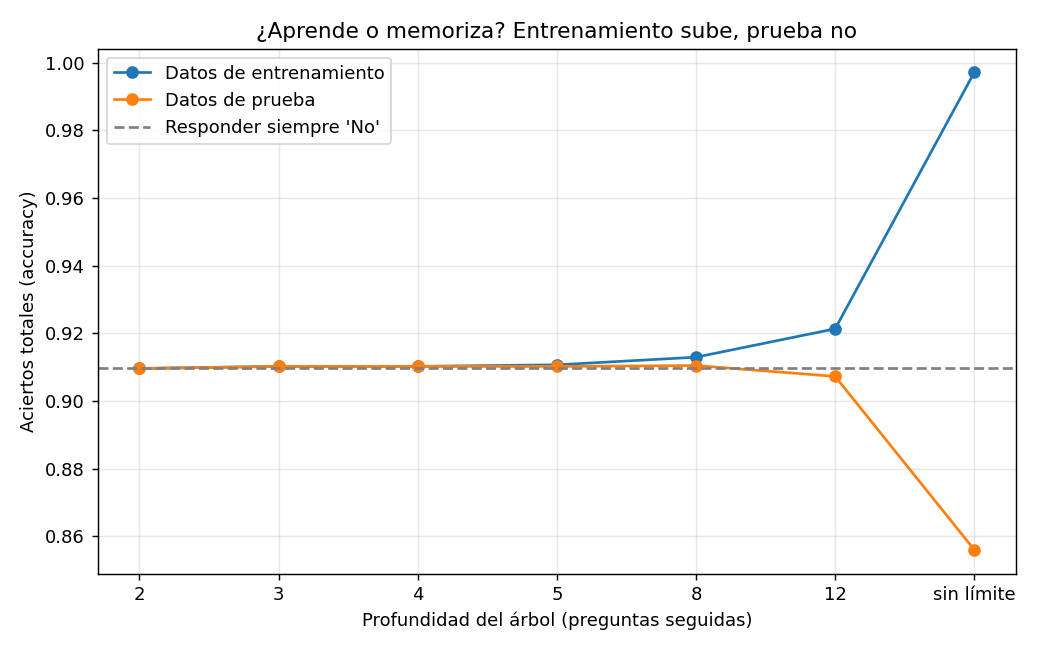 ¿Aprende o memoriza? Entrenamiento sube, prueba no
Datos de entrenamiento
Datos de prueba
Responder siempre 'No'
Aciertos totales (accuracy)
1.00
0.98
0.96
0.94
0.92
0.90
0.88
0.86
2 3 4 5 8 12 sin límite
Profundidad del árbol (preguntas seguidas)